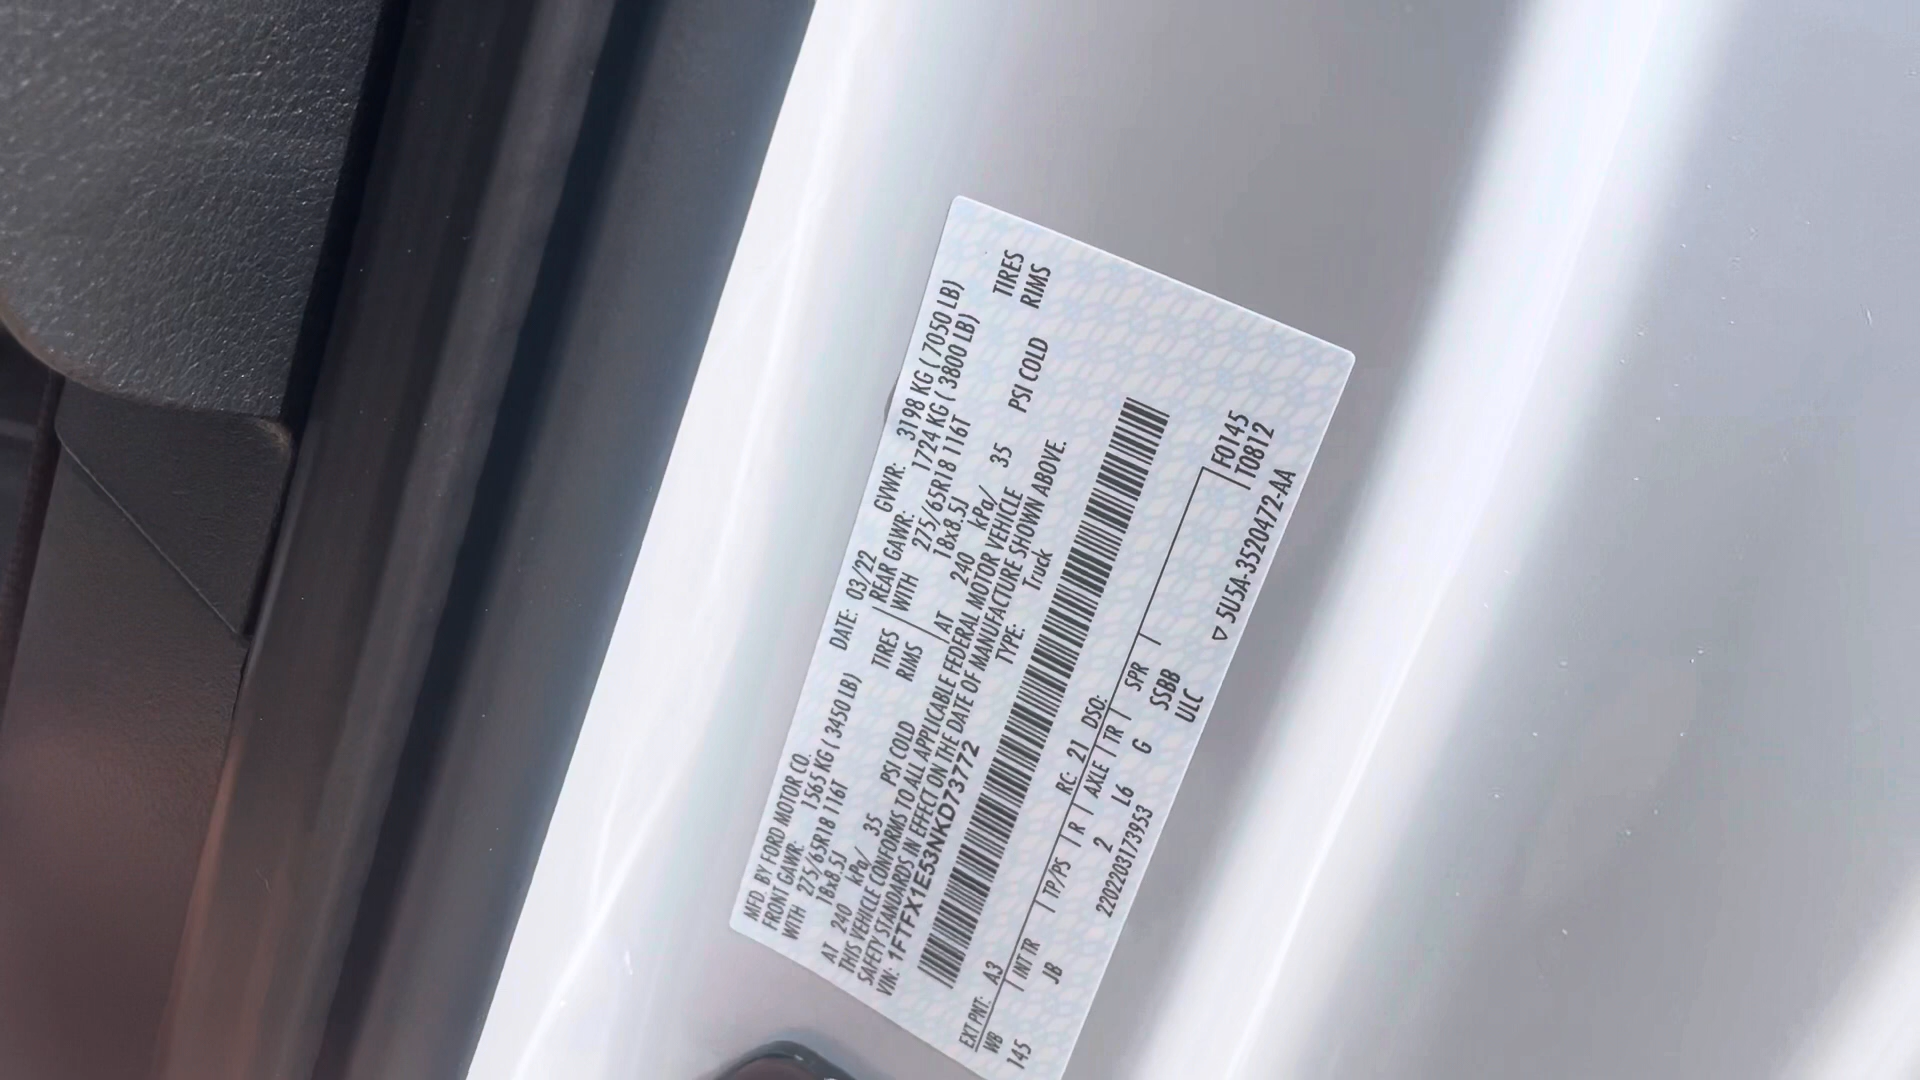 MFD. BY FORD MOTOR CO.
DATE: 03/22 GVWR: 3198 KG ( 7050 LB)
FRONT GAWR: 1565 KG ( 3450 LB) REAR GAWR: 1724 KG ( 3800 LB)
WITH 275/65R18 116T TIRES WITH 275/65R18 116T TIRES
18x8.5J RIMS 18x8.5J RIMS
AT 240 kPa/ 35 PSI COLD AT 240 kPa/ 35 PSI COLD
THIS VEHICLE CONFORMS TO ALL APPLICABLE FEDERAL MOTOR VEHICLE
SAFETY STANDARDS IN EFFECT ON THE DATE OF MANUFACTURE SHOWN ABOVE.
VIN: 1FTFX1E53NKD73772 TYPE: Truck
EXT PNT: A3 RC: 21 DSO:
WB INT TR TP/PS R AXLE TR SPR F0145
145 JB 2 L6 G SSBB T0812
2202203173953 ULC ▽ 5U5A-3520472-AA